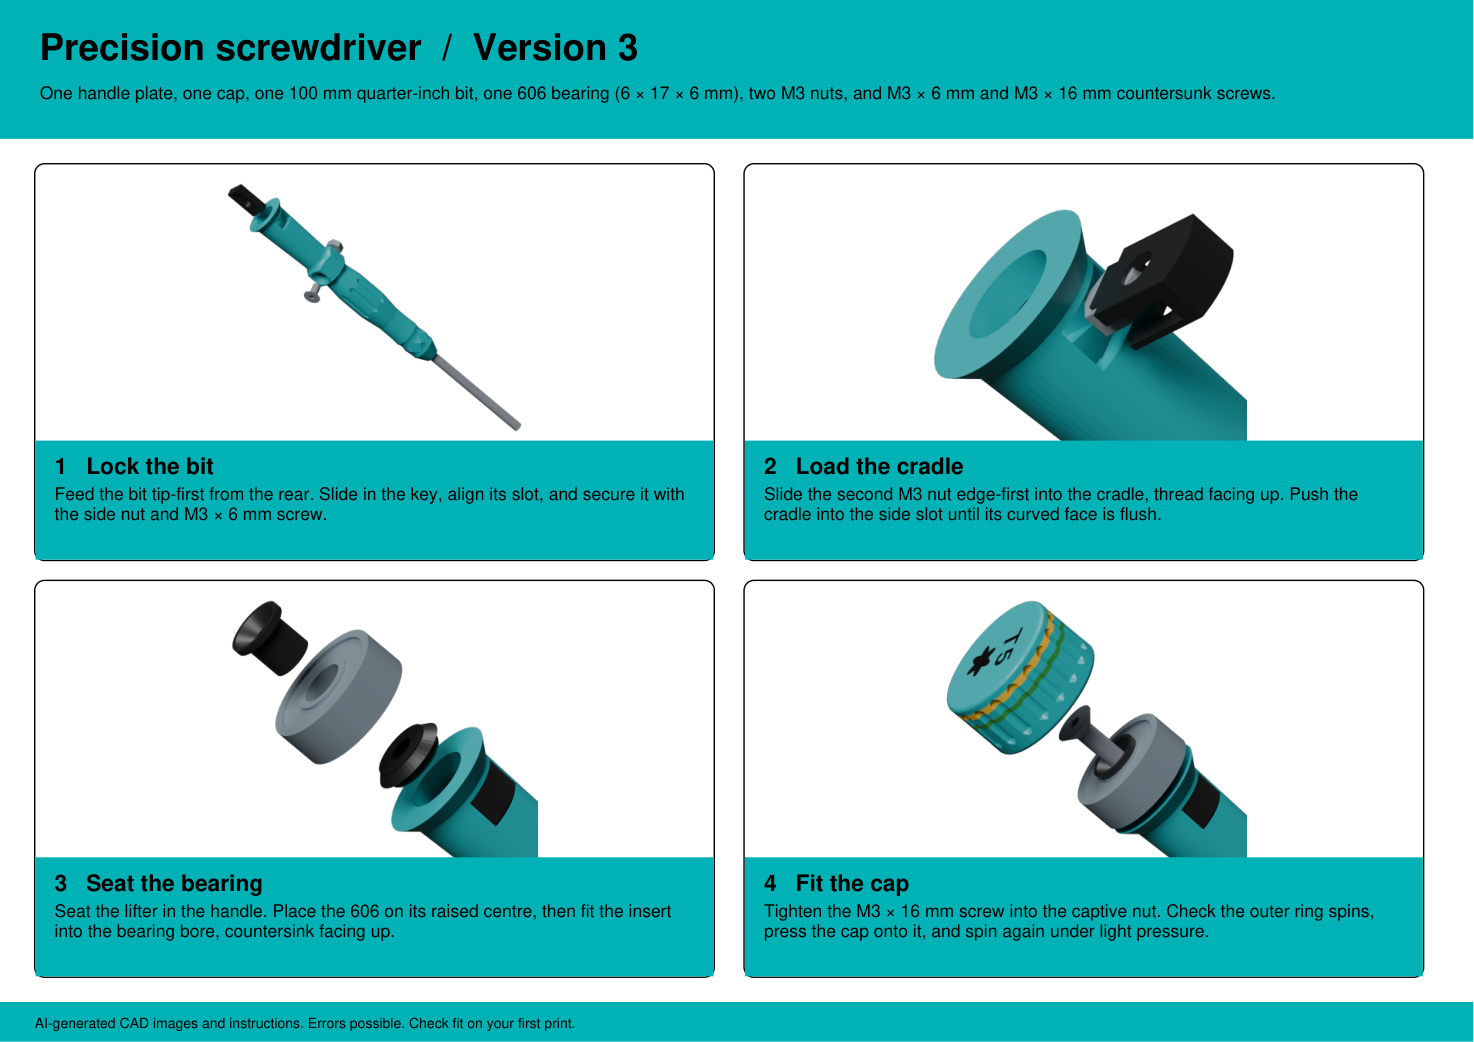 Precision screwdriver / Version 3
One handle plate, one cap, one 100 mm quarter-inch bit, one 606 bearing (6 × 17 × 6 mm), two M3 nuts, and M3 × 6 mm and M3 × 16 mm countersunk screws.
1 Lock the bit
Feed the bit tip-first from the rear. Slide in the key, align its slot, and secure it with
the side nut and M3 × 6 mm screw.
2 Load the cradle
Slide the second M3 nut edge-first into the cradle, thread facing up. Push the
cradle into the side slot until its curved face is flush.
3 Seat the bearing
Seat the lifter in the handle. Place the 606 on its raised centre, then fit the insert
into the bearing bore, countersink facing up.
T5
4 Fit the cap
Tighten the M3 × 16 mm screw into the captive nut. Check the outer ring spins,
press the cap onto it, and spin again under light pressure.
AI-generated CAD images and instructions. Errors possible. Check fit on your first print.